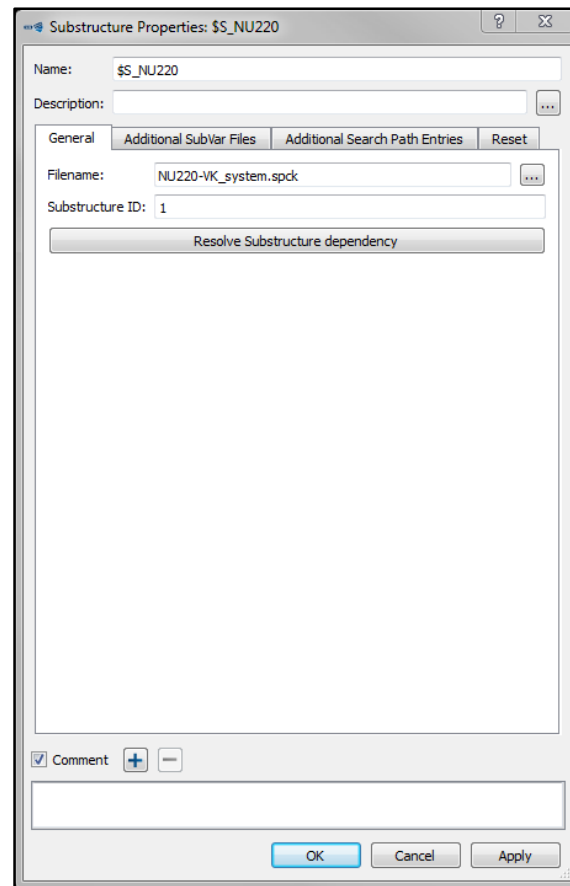 Substructure Properties: $S_NU220
Name: $S_NU220
Description: ...
General Additional SubVar Files Additional Search Path Entries Reset
Filename: NU220-VK_system.spck ...
Substructure ID: 1
Resolve Substructure dependency
Comment
OK Cancel Apply